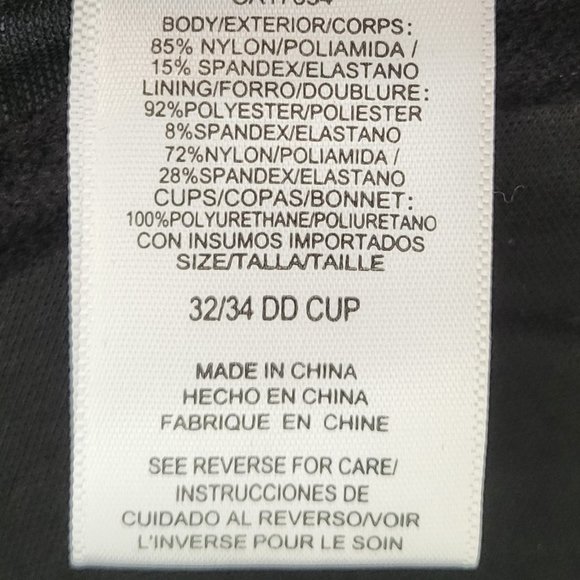 BODY/EXTERIOR/CORPS:
85% NYLON/POLIAMIDA /
15% SPANDEX/ELASTANO
LINING/FORRO/DOUBLURE:
92%POLYESTER/POLIESTER
8%SPANDEX/ELASTANO
72%NYLON/POLIAMIDA /
28%SPANDEX/ELASTANO
CUPS/COPAS/BONNET:
100%POLYURETHANE/POLIURETANO
CON INSUMOS IMPORTADOS
SIZE/TALLA/TAILLE
32/34 DD CUP
MADE IN CHINA
HECHO EN CHINA
FABRIQUE EN CHINE
SEE REVERSE FOR CARE/
INSTRUCCIONES DE
CUIDADO AL REVERSO/VOIR
L'INVERSE POUR LE SOIN